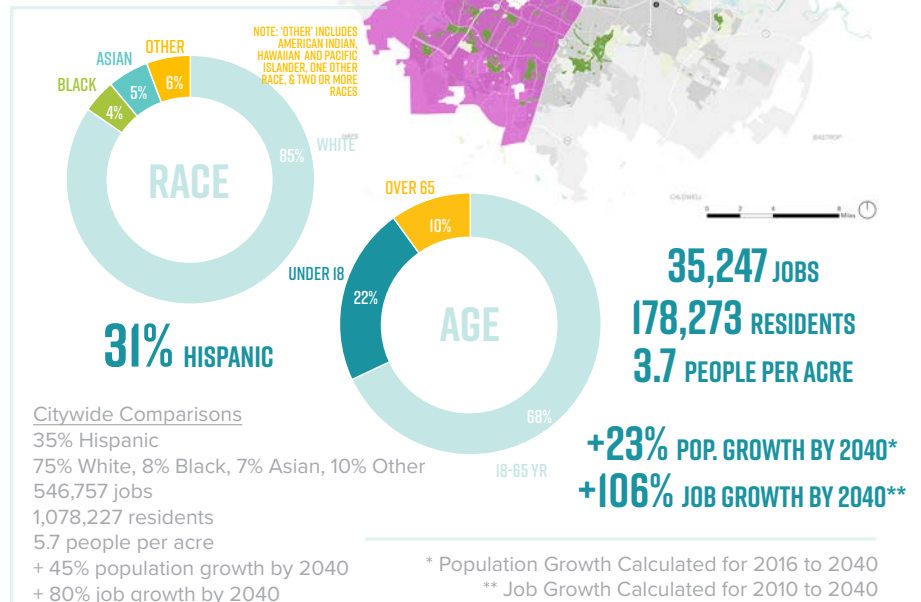 NOTE: 'OTHER' INCLUDES
AMERICAN INDIAN,
HAWAIIAN AND PACIFIC
ISLANDER, ONE OTHER
RACE, & TWO OR MORE
RACES
OTHER
ASIAN
BLACK
6%
5%
4%
85%
WHITE
RACE
BASTROP
CALDWELL
0 2 4 8
Miles
31% HISPANIC
OVER 65
10%
UNDER 18
22%
AGE
68%
18-65 YR
35,247 JOBS
178,273 RESIDENTS
3.7 PEOPLE PER ACRE
+23% POP. GROWTH BY 2040*
+106% JOB GROWTH BY 2040**
Citywide Comparisons
35% Hispanic
75% White, 8% Black, 7% Asian, 10% Other
546,757 jobs
1,078,227 residents
5.7 people per acre
+ 45% population growth by 2040
+ 80% job growth by 2040
* Population Growth Calculated for 2016 to 2040
** Job Growth Calculated for 2010 to 2040